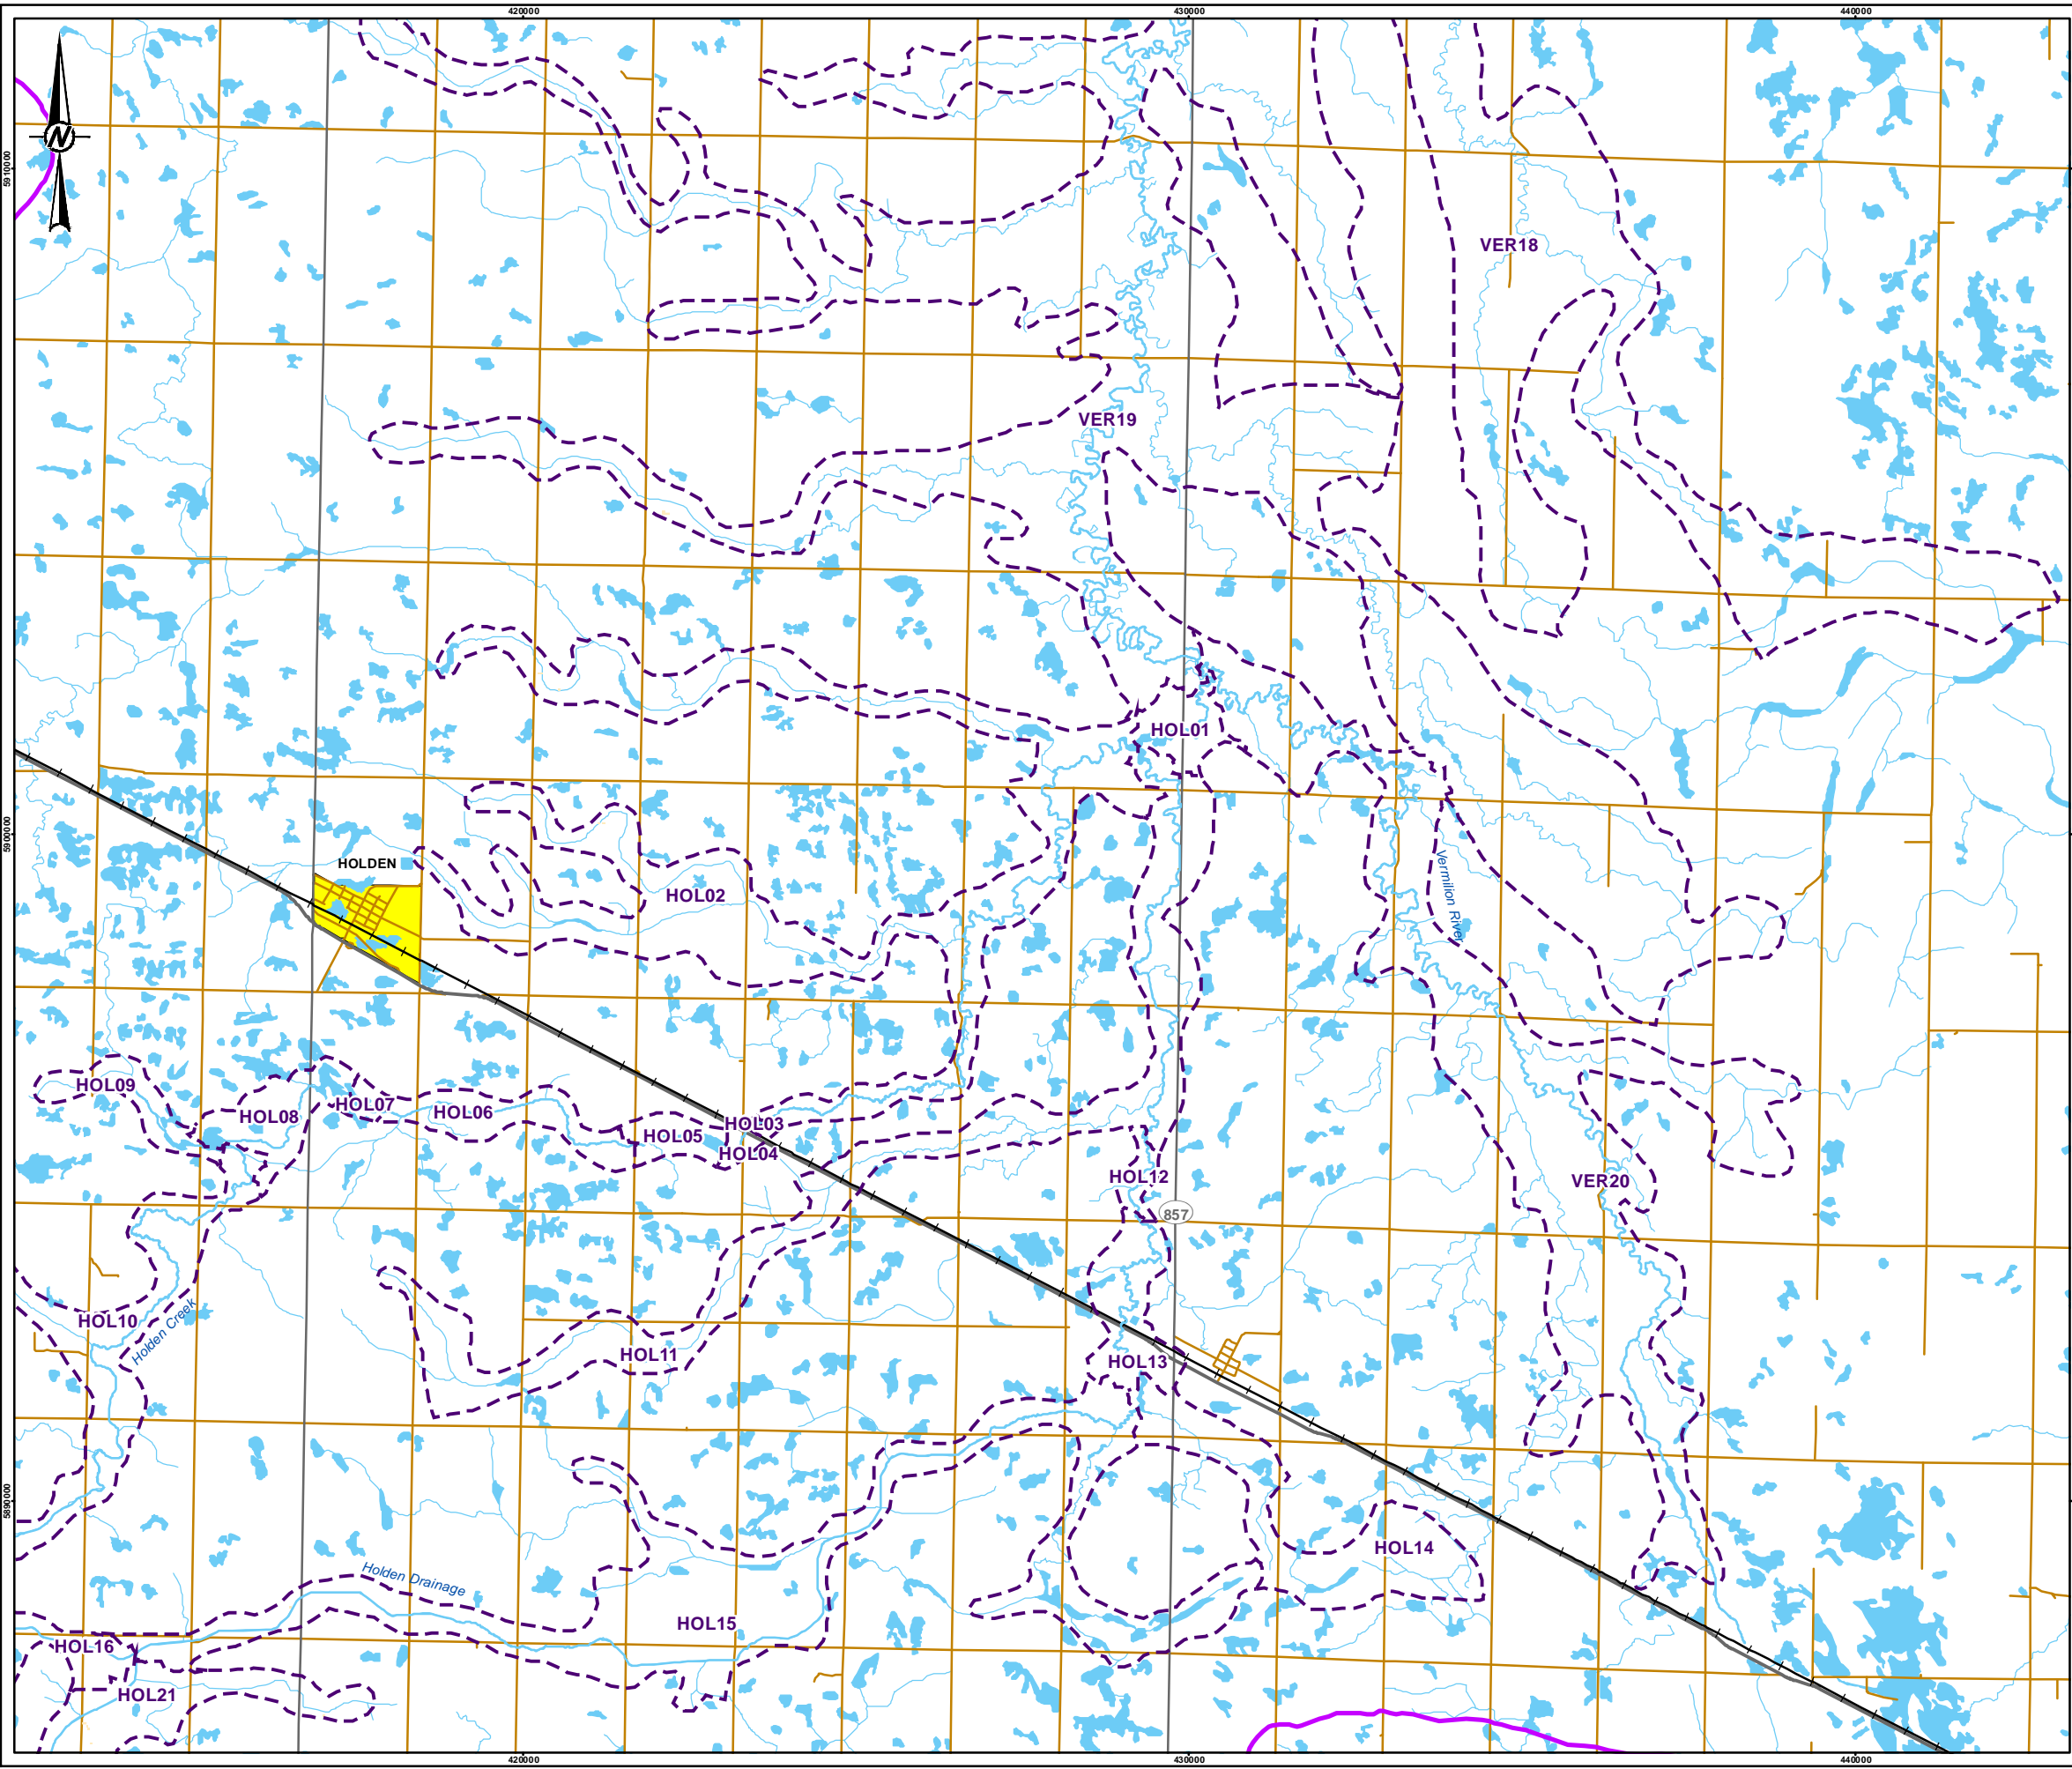 420000
430000
440000
N
5910000
VER18
VER19
HOL01
5900000
HOLDEN
HOL02
Vermilion River
HOL09
HOL08
HOL07
HOL06
HOL05
HOL03
HOL04
HOL12
VER20
857
HOL10
Holden Creek
HOL11
HOL13
5890000
HOL14
Holden Drainage
HOL15
HOL16
HOL21
420000
430000
440000